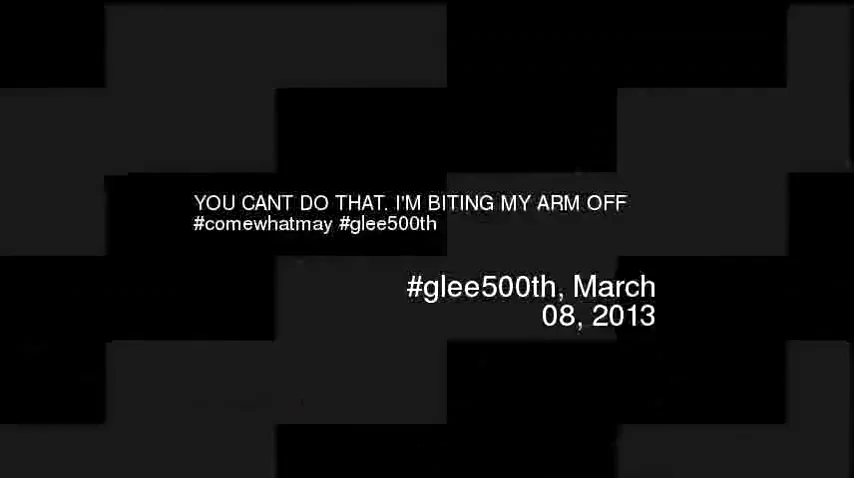 YOU CANT DO THAT. I'M BITING MY ARM OFF
#comewhatmay #glee500th
#glee500th, March
08, 2013